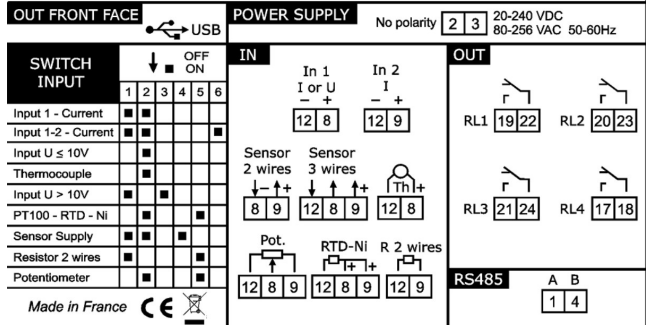 OUT FRONT FACE
USB
SWITCH INPUT
OFF
ON
1 2 3 4 5 6
Input 1 - Current ■ ■
Input 1-2 - Current ■ ■ ■
Input U ≤ 10V ■
Thermocouple ■
Input U > 10V ■ ■
PT100 - RTD - Ni ■ ■
Sensor Supply ■ ■ ■
Resistor 2 wires ■ ■
Potentiometer ■ ■
Made in France CE
POWER SUPPLY
No polarity 2 3 20-240 VDC
80-256 VAC 50-60Hz
IN
In 1
I or U
- +
12 8
In 2
I
- +
12 9
Sensor
2 wires
- +
8 9
Sensor
3 wires
+
12 8 9
Th +
12 8
Pot.
12 8 9
RTD-Ni
+ +
12 8 9
R 2 wires
12 9
OUT
RL1 19 22
RL2 20 23
RL3 21 24
RL4 17 18
RS485
A B
1 4